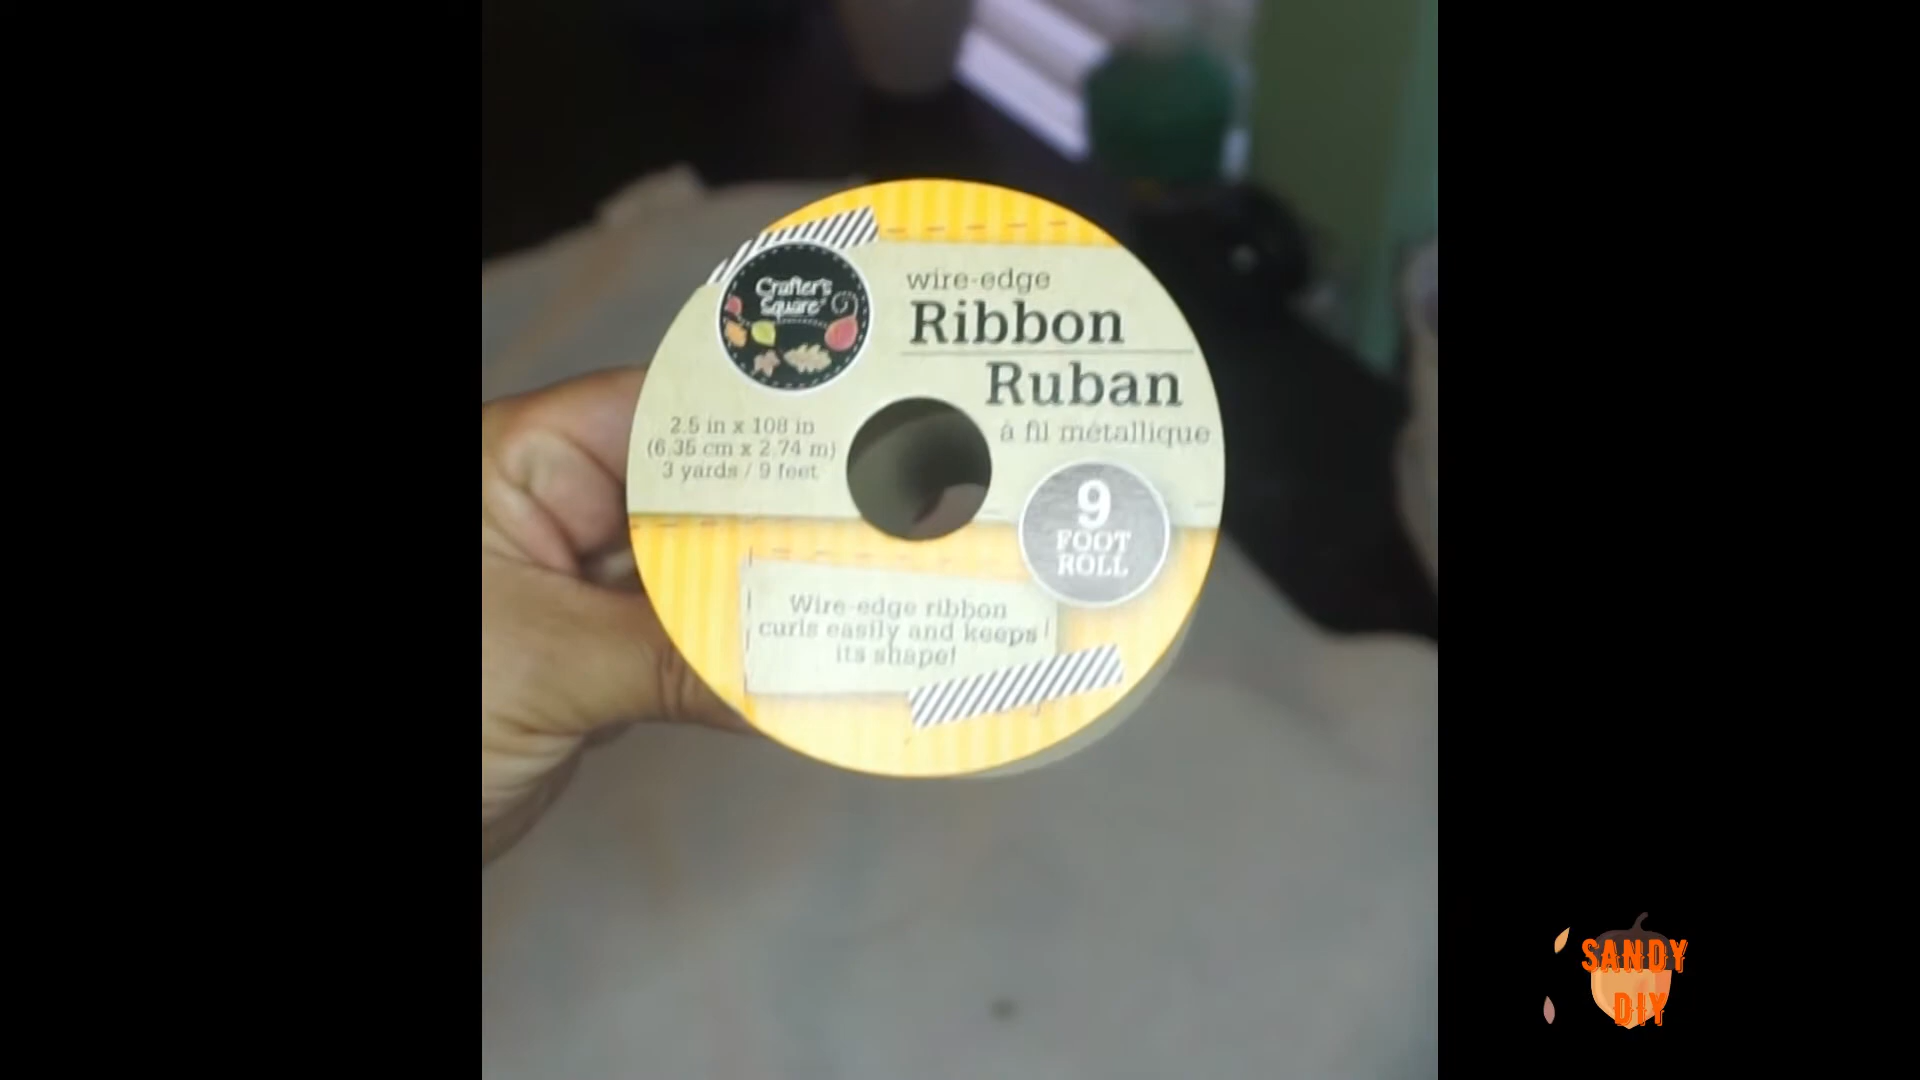 Crafter's
Square
wire-edge
Ribbon
Ruban
à fil métallique
2.5 in x 108 in
(6.35 cm x 2.74 m)
3 yards / 9 feet
9
FOOT
ROLL
Wire-edge ribbon
curls easily and keeps
its shape!
SANDY
DIY